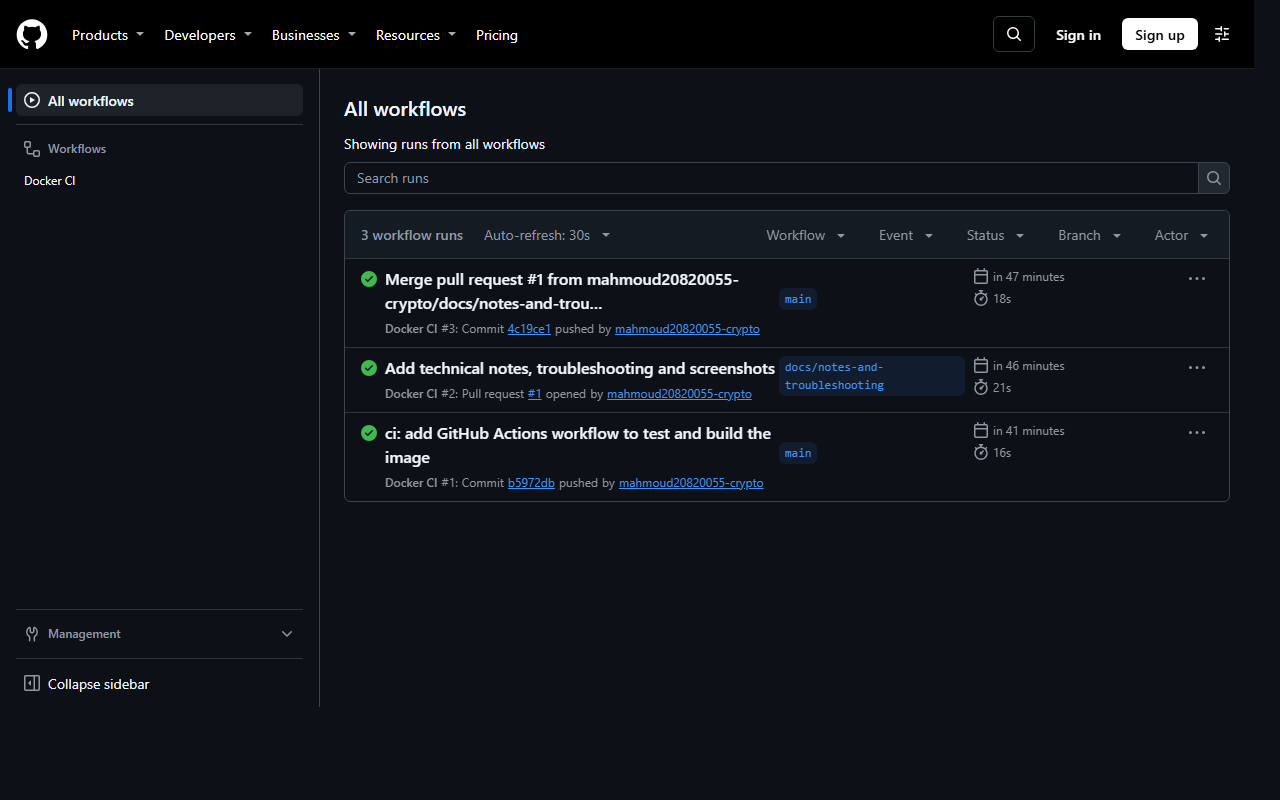 Products Developers Businesses Resources Pricing Sign in Sign up
All workflows
Workflows
Docker CI
Management
Collapse sidebar
All workflows
Showing runs from all workflows
Search runs
3 workflow runs Auto-refresh: 30s Workflow Event Status Branch Actor
Merge pull request #1 from mahmoud20820055-
crypto/docs/notes-and-trou...
Docker CI #3: Commit 4c19ce1 pushed by mahmoud20820055-crypto
main
in 47 minutes
18s
Add technical notes, troubleshooting and screenshots
Docker CI #2: Pull request #1 opened by mahmoud20820055-crypto
docs/notes-and-
troubleshooting
in 46 minutes
21s
ci: add GitHub Actions workflow to test and build the
image
Docker CI #1: Commit b5972db pushed by mahmoud20820055-crypto
main
in 41 minutes
16s